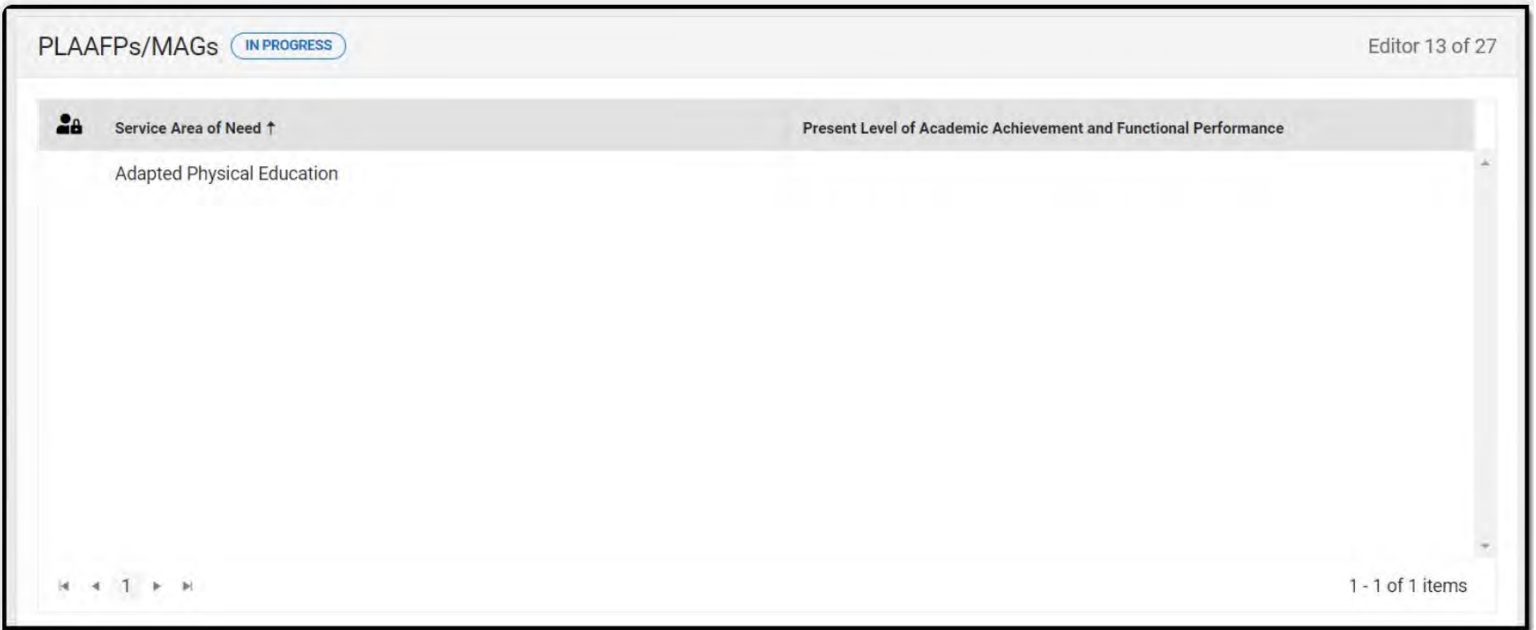 PLAAFPs/MAGs IN PROGRESS Editor 13 of 27
Service Area of Need ↑ Present Level of Academic Achievement and Functional Performance
Adapted Physical Education
1 1 - 1 of 1 items